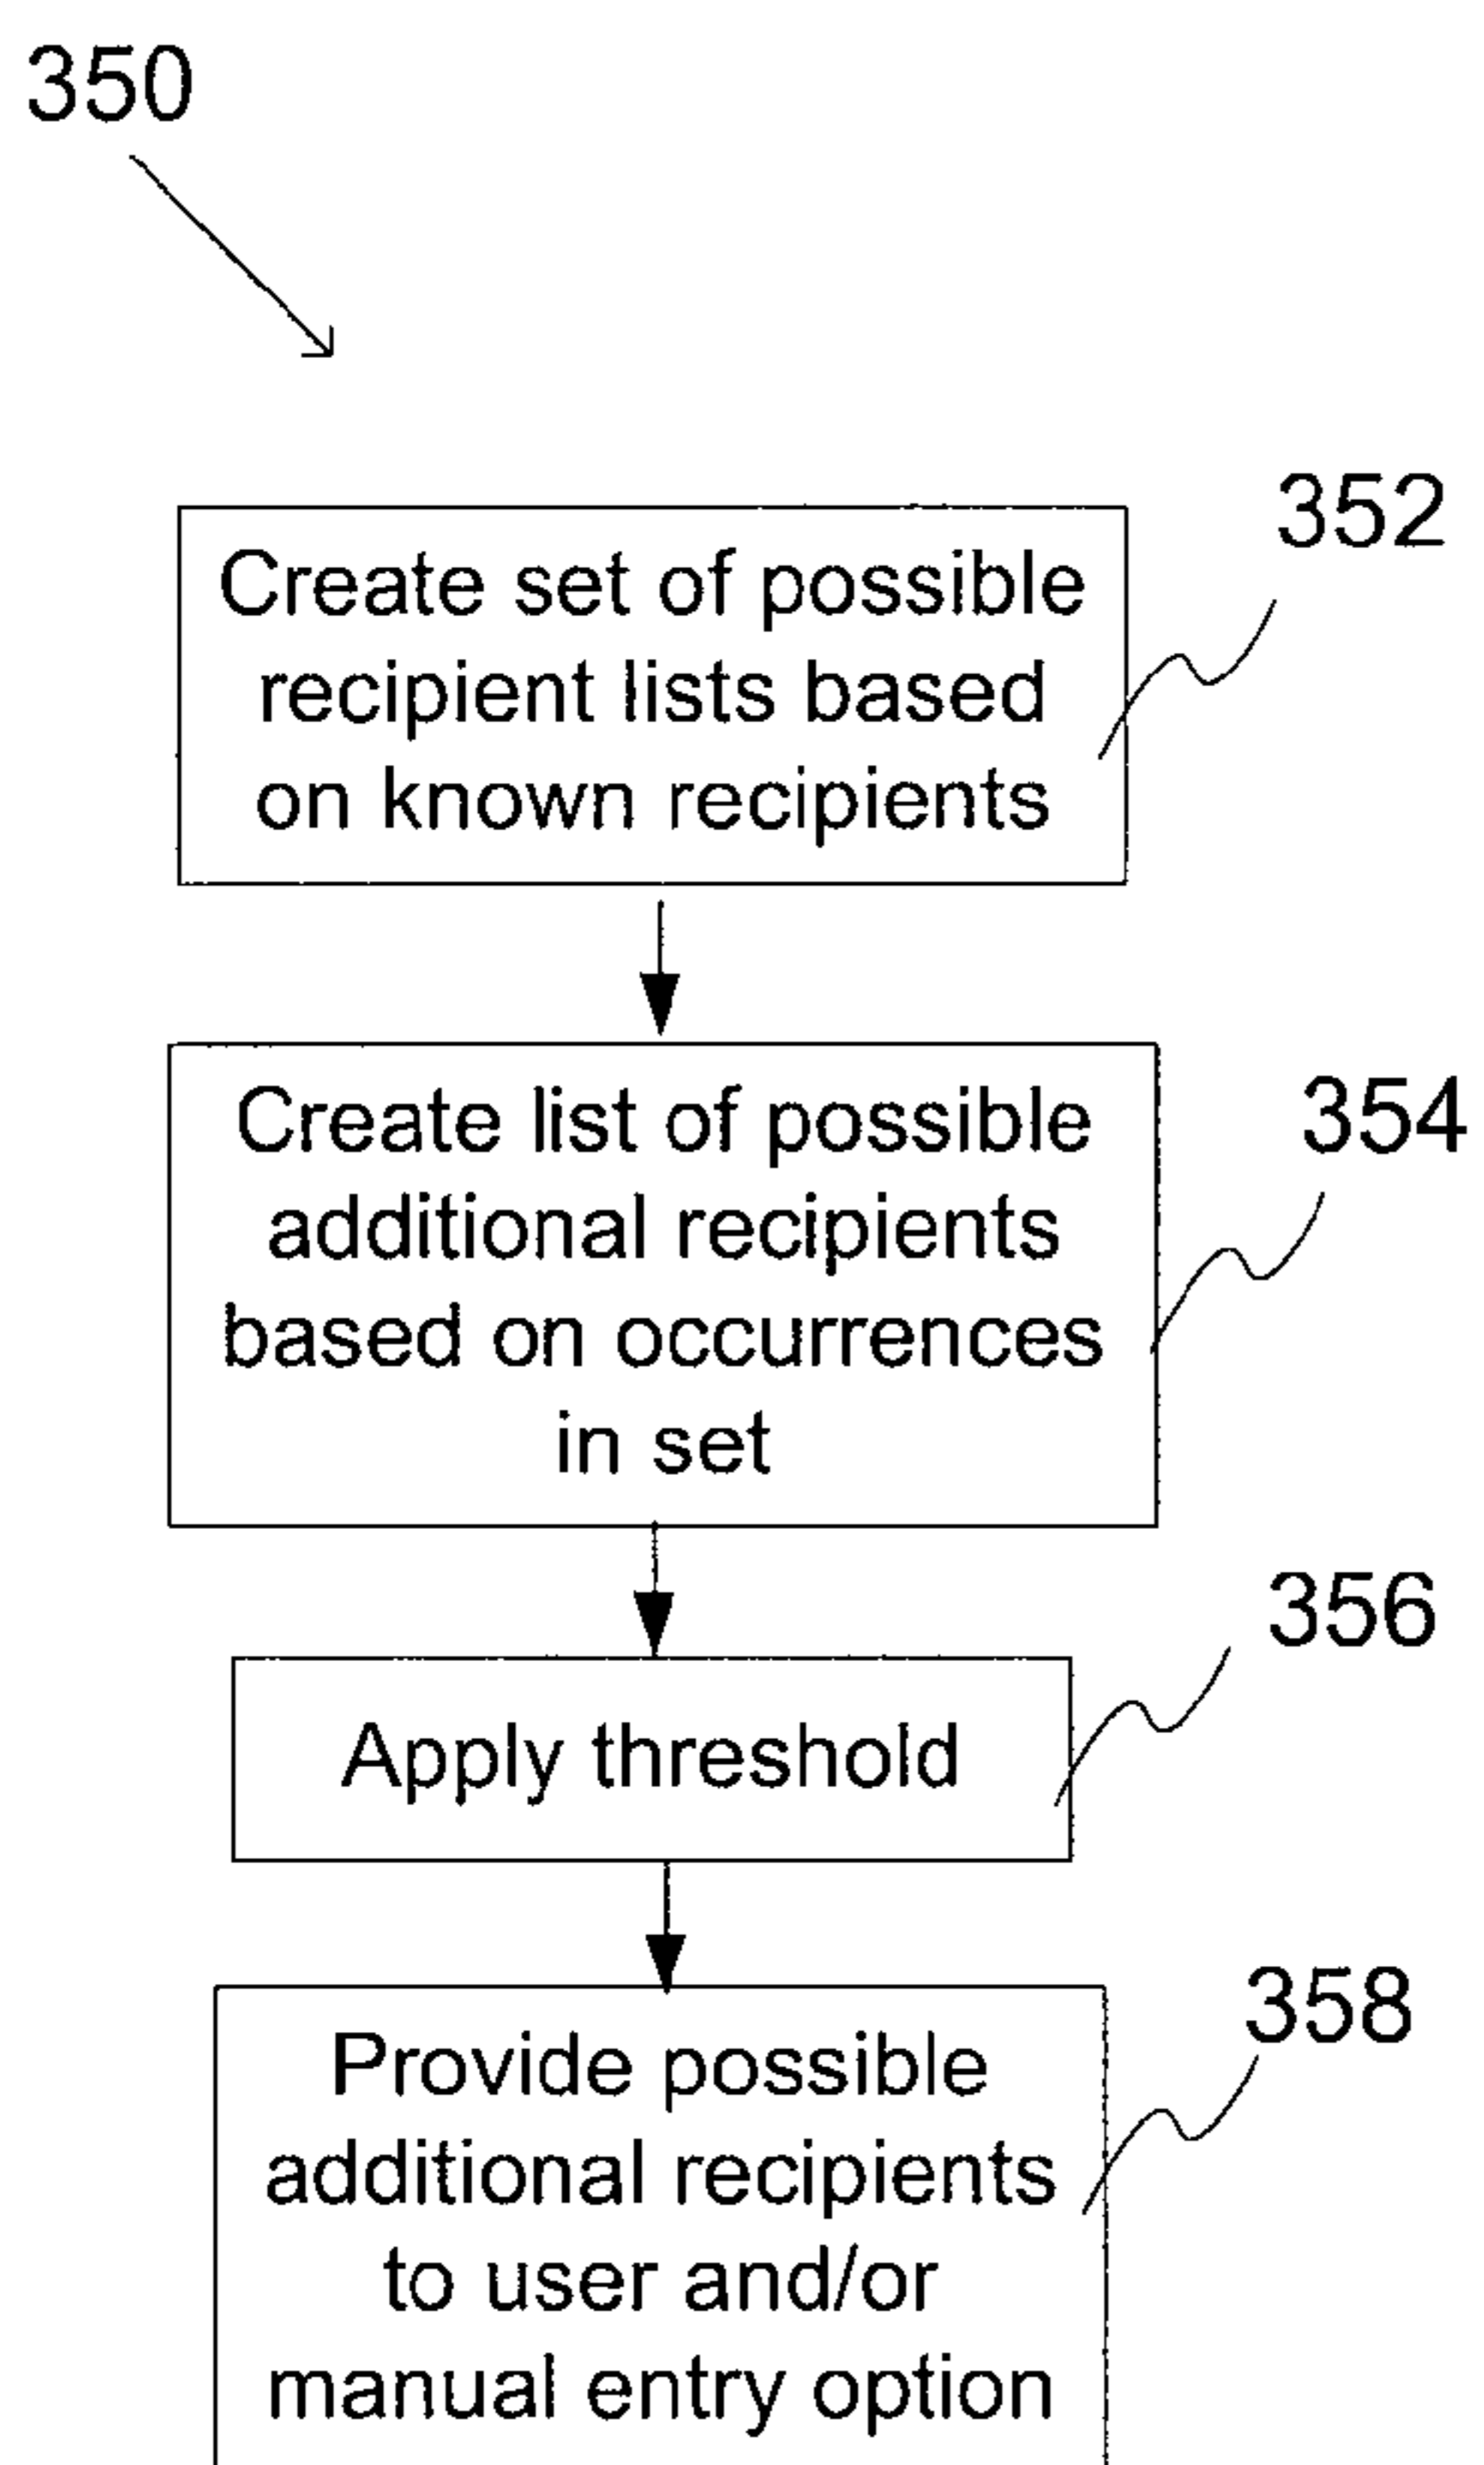 350
352
Create set of possible
recipient lists based
on known recipients
354
Create list of possible
additional recipients
based on occurrences
in set
356
Apply threshold
358
Provide possible
additional recipients
to user and/or
manual entry option